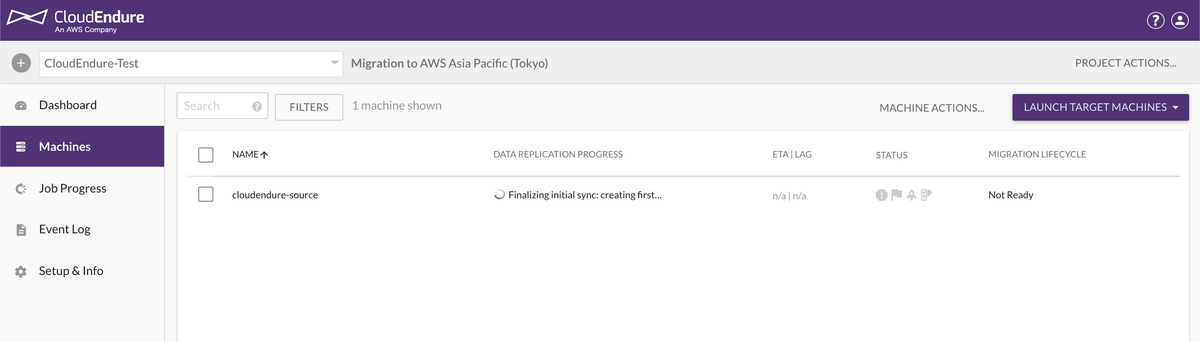 CloudEndure
An AWS Company
?
+
CloudEndure-Test
Migration to AWS Asia Pacific (Tokyo)
PROJECT ACTIONS...
Dashboard
Search ?
FILTERS
1 machine shown
MACHINE ACTIONS...
LAUNCH TARGET MACHINES
Machines
NAME
DATA REPLICATION PROGRESS
ETA | LAG
STATUS
MIGRATION LIFECYCLE
Job Progress
cloudendure-source
Finalizing initial sync: creating first...
n/a | n/a
Not Ready
Event Log
Setup & Info